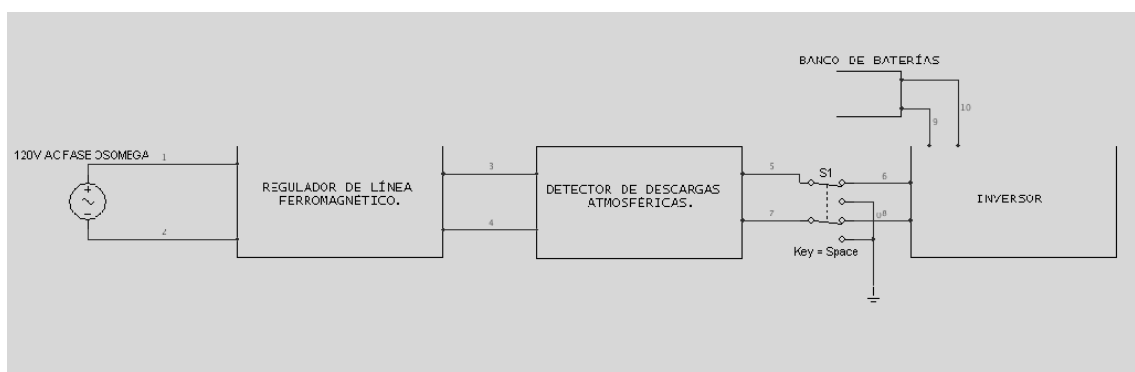 BANCO DE BATERÍAS
10
9
120V AC FASE
1
2
REGULADOR DE LÍNEA
FERROMAGNÉTICO.
3
4
DETECTOR DE DESCARGAS
ATMOSFÉRICAS.
5
7
S1
6
8
Key = Space
INVERSOR